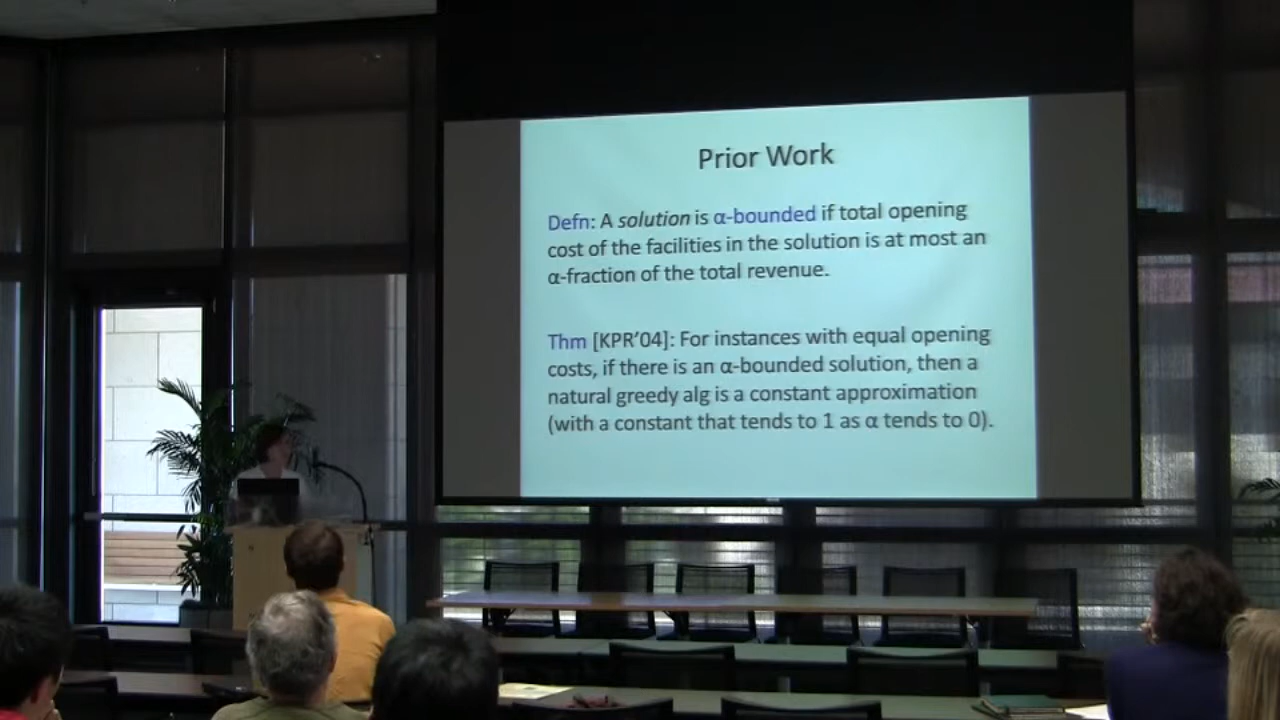 Prior Work
Defn: A solution is α-bounded if total opening
cost of the facilities in the solution is at most an
α-fraction of the total revenue.
Thm [KPR’04]: For instances with equal opening
costs, if there is an α-bounded solution, then a
natural greedy alg is a constant approximation
(with a constant that tends to 1 as α tends to 0).